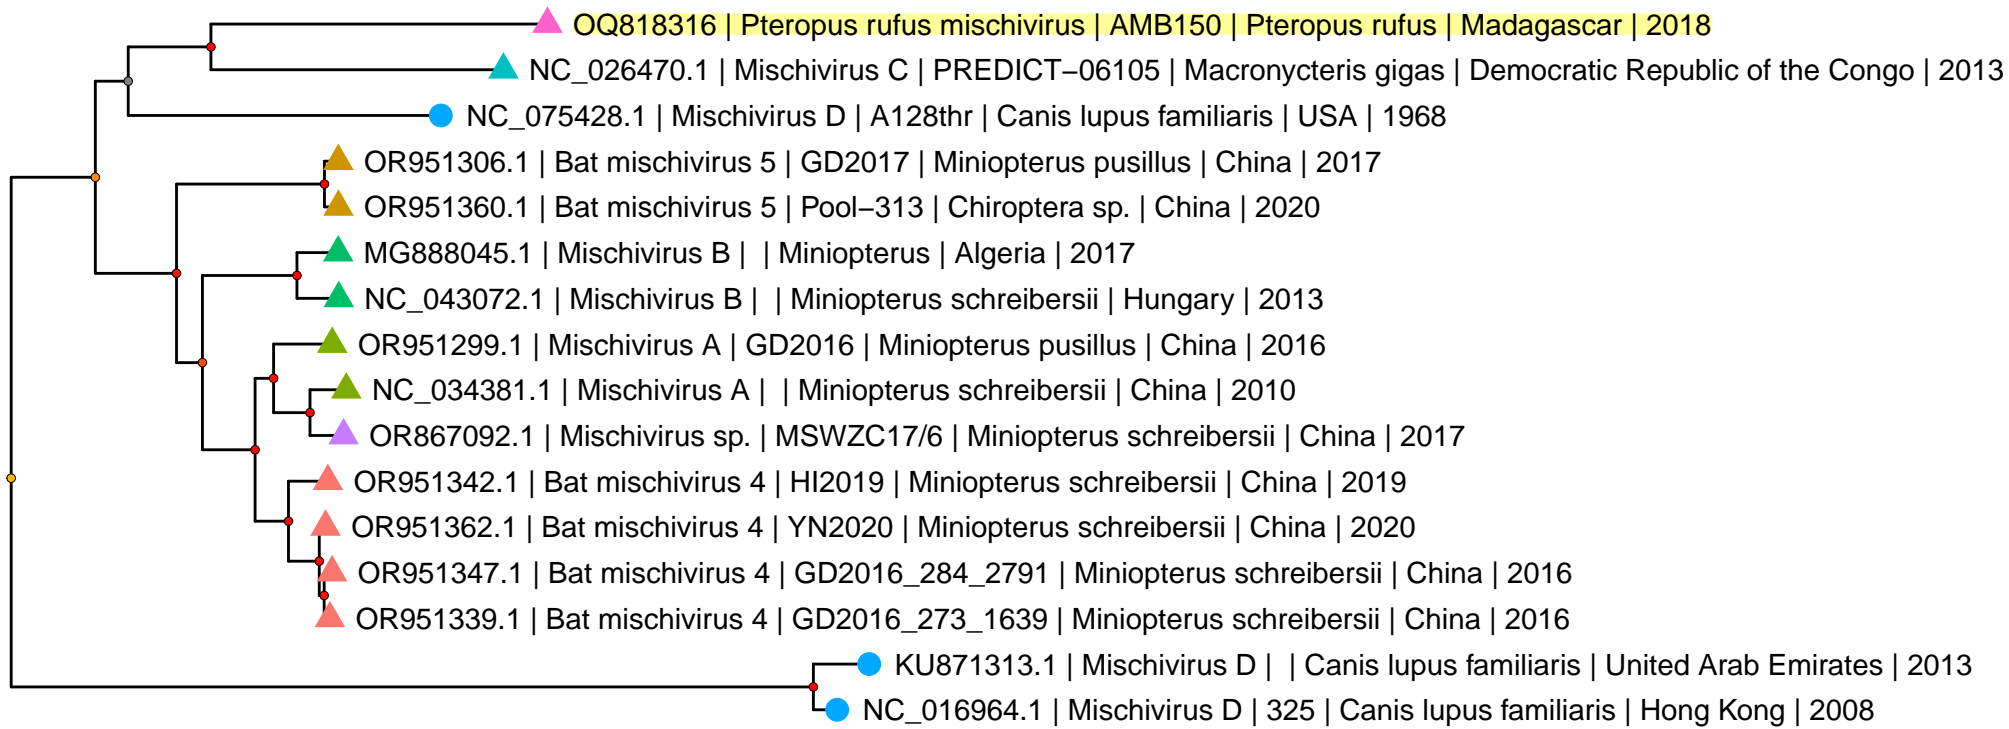 OQ818316 | Pteropus rufus mischivirus | AMB150 | Pteropus rufus | Madagascar | 2018
NC_026470.1 | Mischivirus C | PREDICT−06105 | Macronycteris gigas | Democratic Republic of the Congo | 2013
NC_075428.1 | Mischivirus D | A128thr | Canis lupus familiaris | USA | 1968
OR951306.1 | Bat mischivirus 5 | GD2017 | Miniopterus pusillus | China | 2017
OR951360.1 | Bat mischivirus 5 | Pool−313 | Chiroptera sp. | China | 2020
MG888045.1 | Mischivirus B |  | Miniopterus | Algeria | 2017
NC_043072.1 | Mischivirus B |  | Miniopterus schreibersii | Hungary | 2013
OR951299.1 | Mischivirus A | GD2016 | Miniopterus pusillus | China | 2016
NC_034381.1 | Mischivirus A |  | Miniopterus schreibersii | China | 2010
OR867092.1 | Mischivirus sp. | MSWZC17/6 | Miniopterus schreibersii | China | 2017
OR951342.1 | Bat mischivirus 4 | HI2019 | Miniopterus schreibersii | China | 2019
OR951362.1 | Bat mischivirus 4 | YN2020 | Miniopterus schreibersii | China | 2020
OR951347.1 | Bat mischivirus 4 | GD2016_284_2791 | Miniopterus schreibersii | China | 2016
OR951339.1 | Bat mischivirus 4 | GD2016_273_1639 | Miniopterus schreibersii | China | 2016
KU871313.1 | Mischivirus D |  | Canis lupus familiaris | United Arab Emirates | 2013
NC_016964.1 | Mischivirus D | 325 | Canis lupus familiaris | Hong Kong | 2008